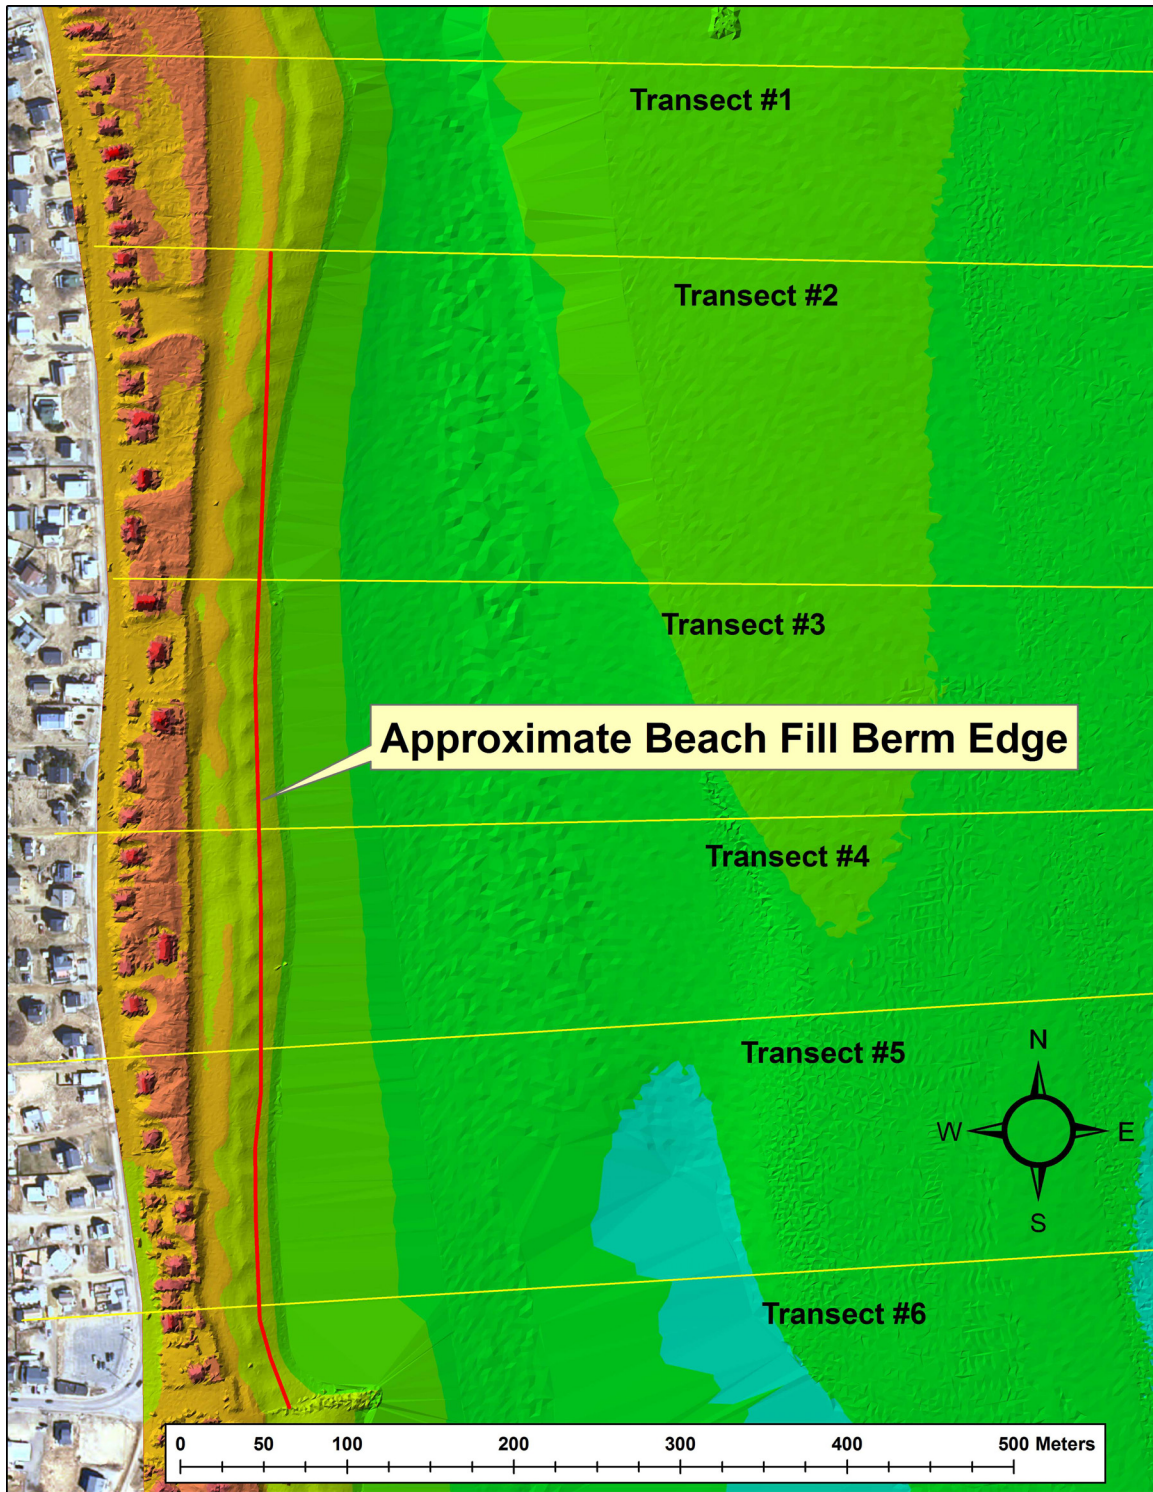 Transect #1
Transect #2
Transect #3
Approximate Beach Fill Berm Edge
Transect #4
Transect #5
N
W E
S
Transect #6
0 50 100 200 300 400 500 Meters